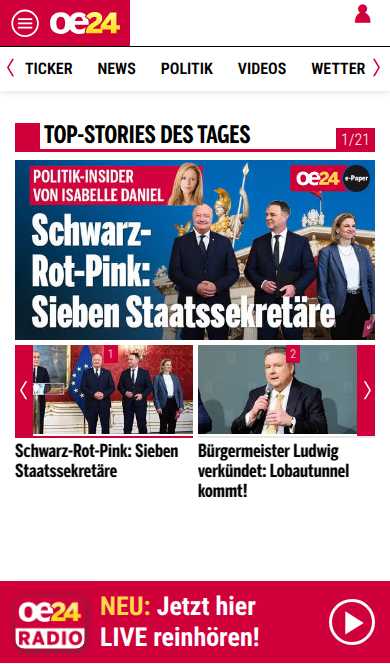 oe24
TICKER NEWS POLITIK VIDEOS WETTER
TOP-STORIES DES TAGES
1/21
POLITIK-INSIDER
VON ISABELLE DANIEL
oe24
e-Paper
Schwarz-
Rot-Pink:
Sieben Staatssekretäre
1
2
Schwarz-Rot-Pink: Sieben
Staatssekretäre
Bürgermeister Ludwig
verkündet: Lobautunnel
kommt!
oe24
RADIO
NEU: Jetzt hier
LIVE reinhören!